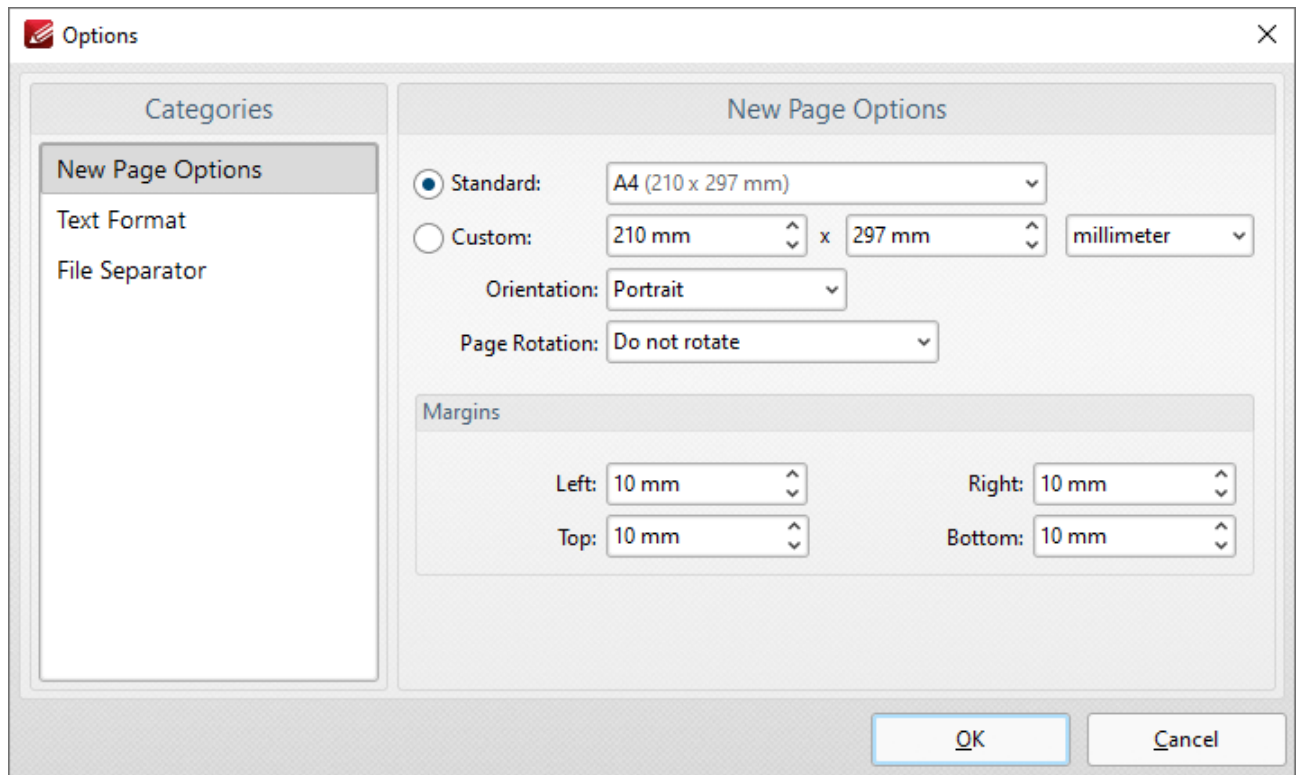 Options
Categories
New Page Options
Text Format
File Separator
New Page Options
Standard: A4 (210 x 297 mm)
Custom: 210 mm x 297 mm millimeter
Orientation: Portrait
Page Rotation: Do not rotate
Margins
Left: 10 mm Right: 10 mm
Top: 10 mm Bottom: 10 mm
OK Cancel